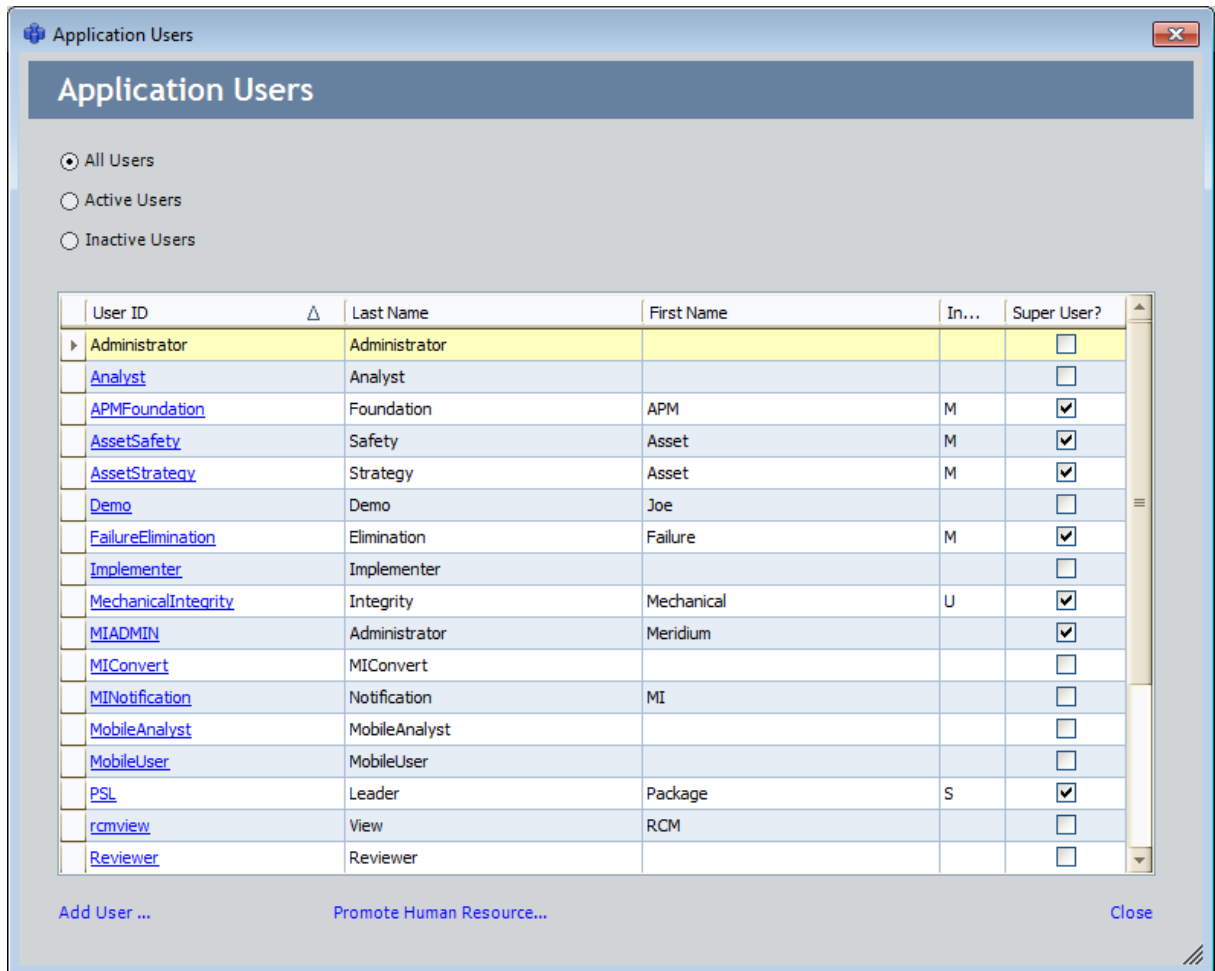 Application Users
Application Users
All Users
Active Users
Inactive Users
User ID Last Name First Name In... Super User?
Administrator Administrator
Analyst Analyst
APMFoundation Foundation APM M
AssetSafety Safety Asset M
AssetStrategy Strategy Asset M
Demo Demo Joe
FailureElimination Elimination Failure M
Implementer Implementer
MechanicalIntegrity Integrity Mechanical U
MIADMIN Administrator Meridium
MIConvert MIConvert
MINotification Notification MI
MobileAnalyst MobileAnalyst
MobileUser MobileUser
PSL Leader Package S
rcmview View RCM
Reviewer Reviewer
Add User ... Promote Human Resource... Close